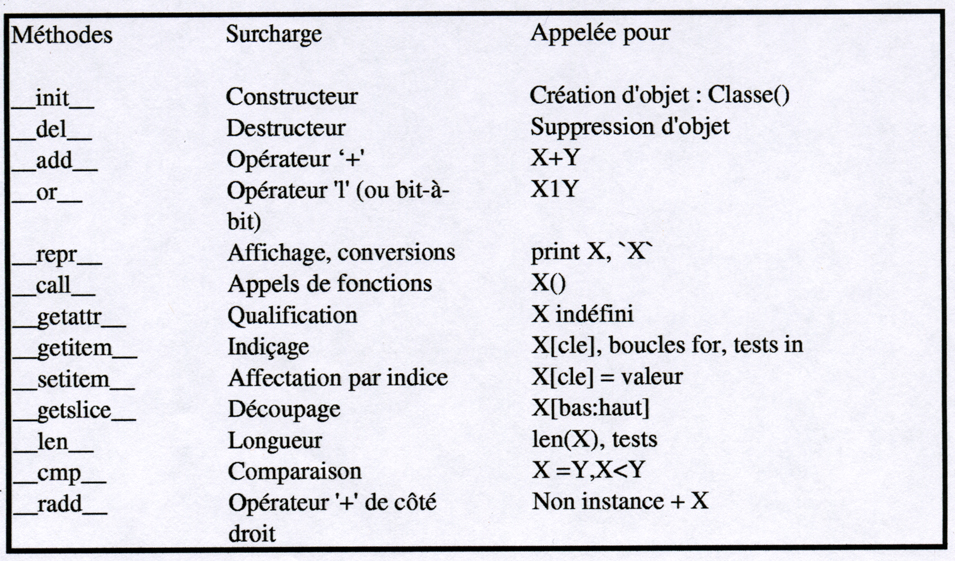 Méthodes Surcharge Appelée pour
__init__ Constructeur Création d'objet : Classe()
__del__ Destructeur Suppression d'objet
__add__ Opérateur ‘+' X+Y
__or__ Opérateur 'l' (ou bit-à- X1Y
bit)
__repr__ Affichage, conversions print X, `X`
__call__ Appels de fonctions X()
__getattr__ Qualification X indéfini
__getitem__ Indiçage X[cle], boucles for, tests in
__setitem__ Affectation par indice X[cle] = valeur
__getslice__ Découpage X[bas:haut]
__len__ Longueur len(X), tests
__cmp__ Comparaison X =Y,X<Y
__radd__ Opérateur '+' de côté Non instance + X
droit